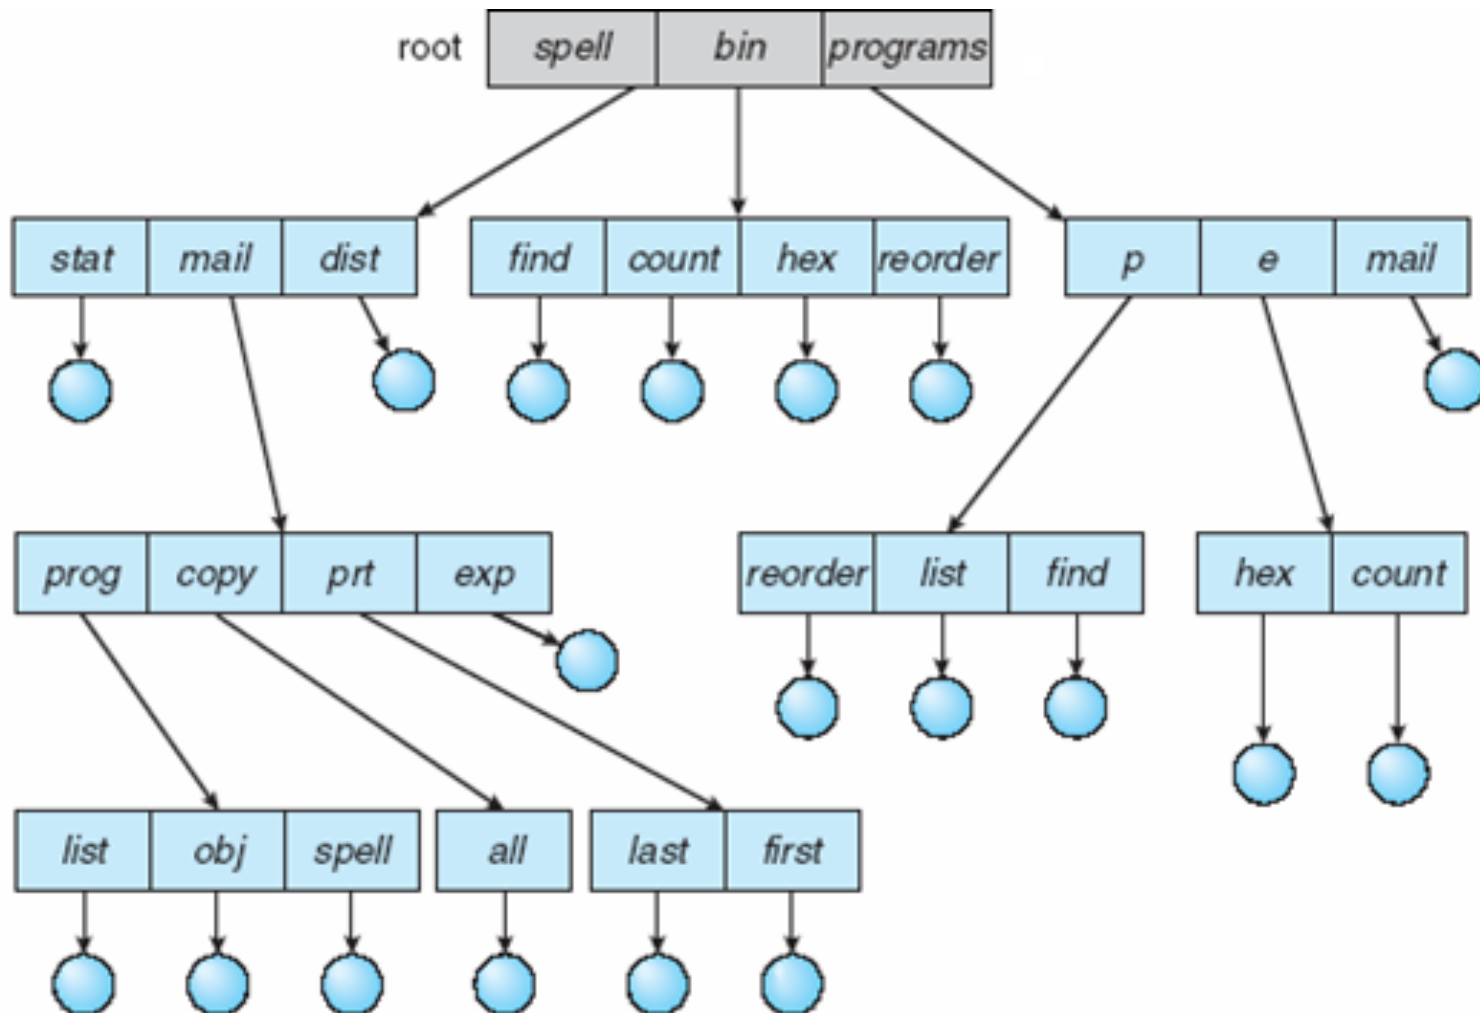 root spell bin programs
stat mail dist find count hex reorder p e mail
prog copy prt exp reorder list find hex count
list obj spell all last first